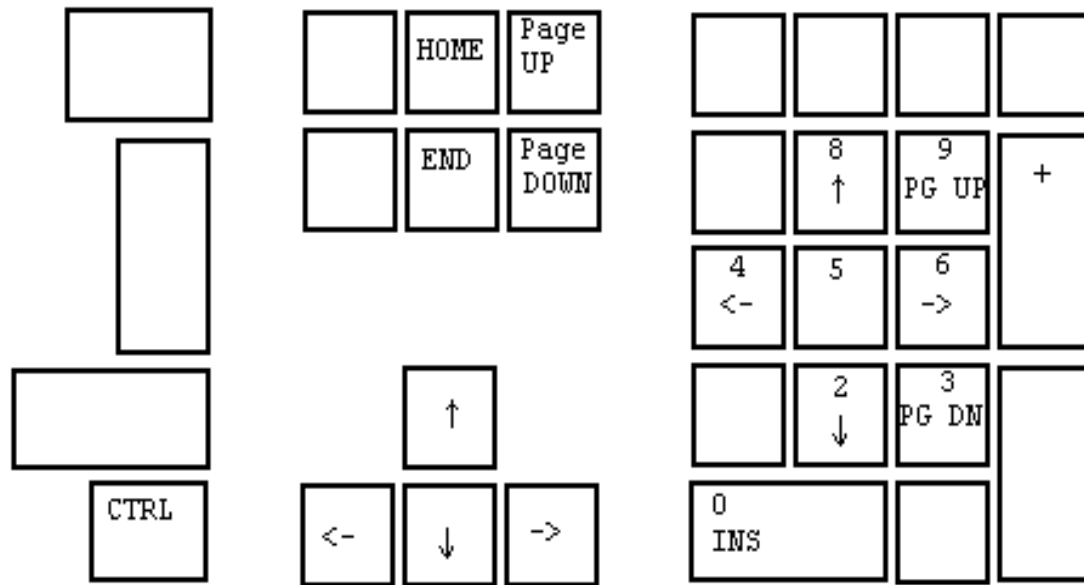 HOME
Page
UP
END
Page
DOWN
8
↑
9
PG UP
+
4
<-
5
6
->
↑
2
↓
3
PG DN
CTRL
<-
↓
->
0
INS